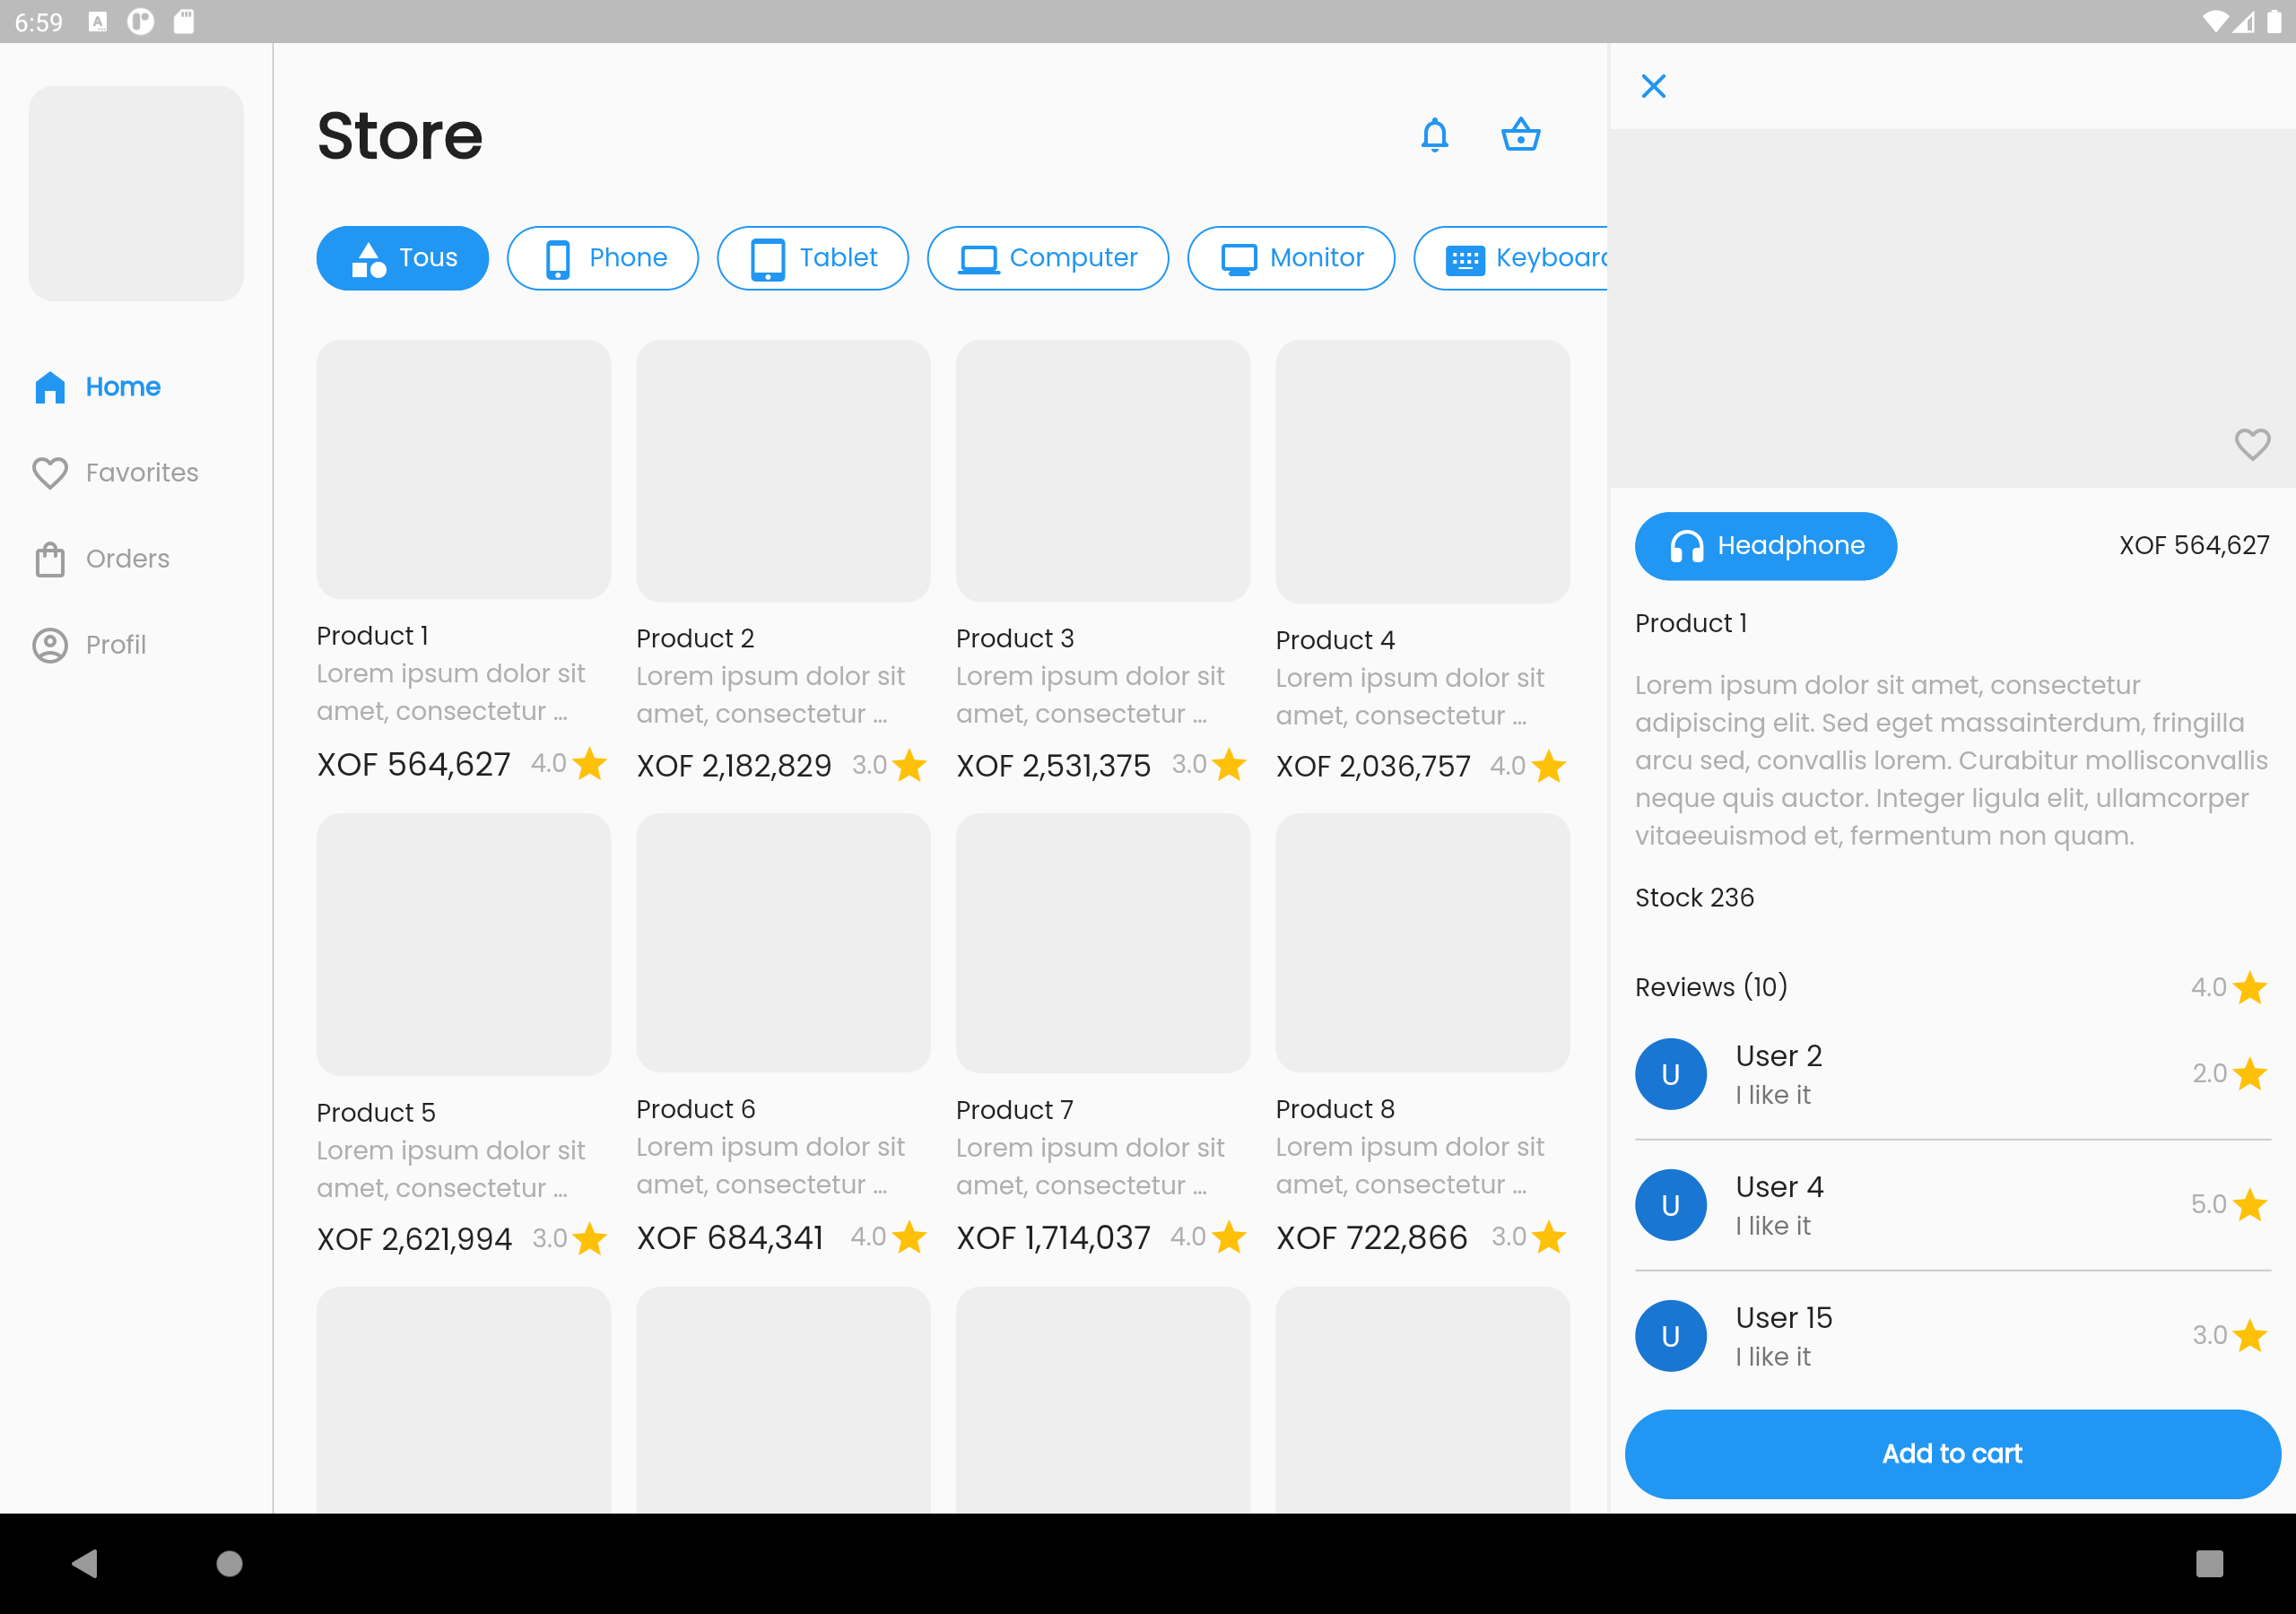 6:59
Home
Favorites
Orders
Profil
Store
Tous
Phone
Tablet
Computer
Monitor
Keyboard
Product 1
Lorem ipsum dolor sit
amet, consectetur ...
XOF 564,627 4.0
Product 2
Lorem ipsum dolor sit
amet, consectetur ...
XOF 2,182,829 3.0
Product 3
Lorem ipsum dolor sit
amet, consectetur ...
XOF 2,531,375 3.0
Product 4
Lorem ipsum dolor sit
amet, consectetur ...
XOF 2,036,757 4.0
Product 5
Lorem ipsum dolor sit
amet, consectetur ...
XOF 2,621,994 3.0
Product 6
Lorem ipsum dolor sit
amet, consectetur ...
XOF 684,341 4.0
Product 7
Lorem ipsum dolor sit
amet, consectetur ...
XOF 1,714,037 4.0
Product 8
Lorem ipsum dolor sit
amet, consectetur ...
XOF 722,866 3.0
Headphone
XOF 564,627
Product 1
Lorem ipsum dolor sit amet, consectetur
adipiscing elit. Sed eget massainterdum, fringilla
arcu sed, convallis lorem. Curabitur mollisconvallis
neque quis auctor. Integer ligula elit, ullamcorper
vitaeeuismod et, fermentum non quam.
Stock 236
Reviews (10) 4.0
U
User 2
I like it
2.0
U
User 4
I like it
5.0
U
User 15
I like it
3.0
Add to cart